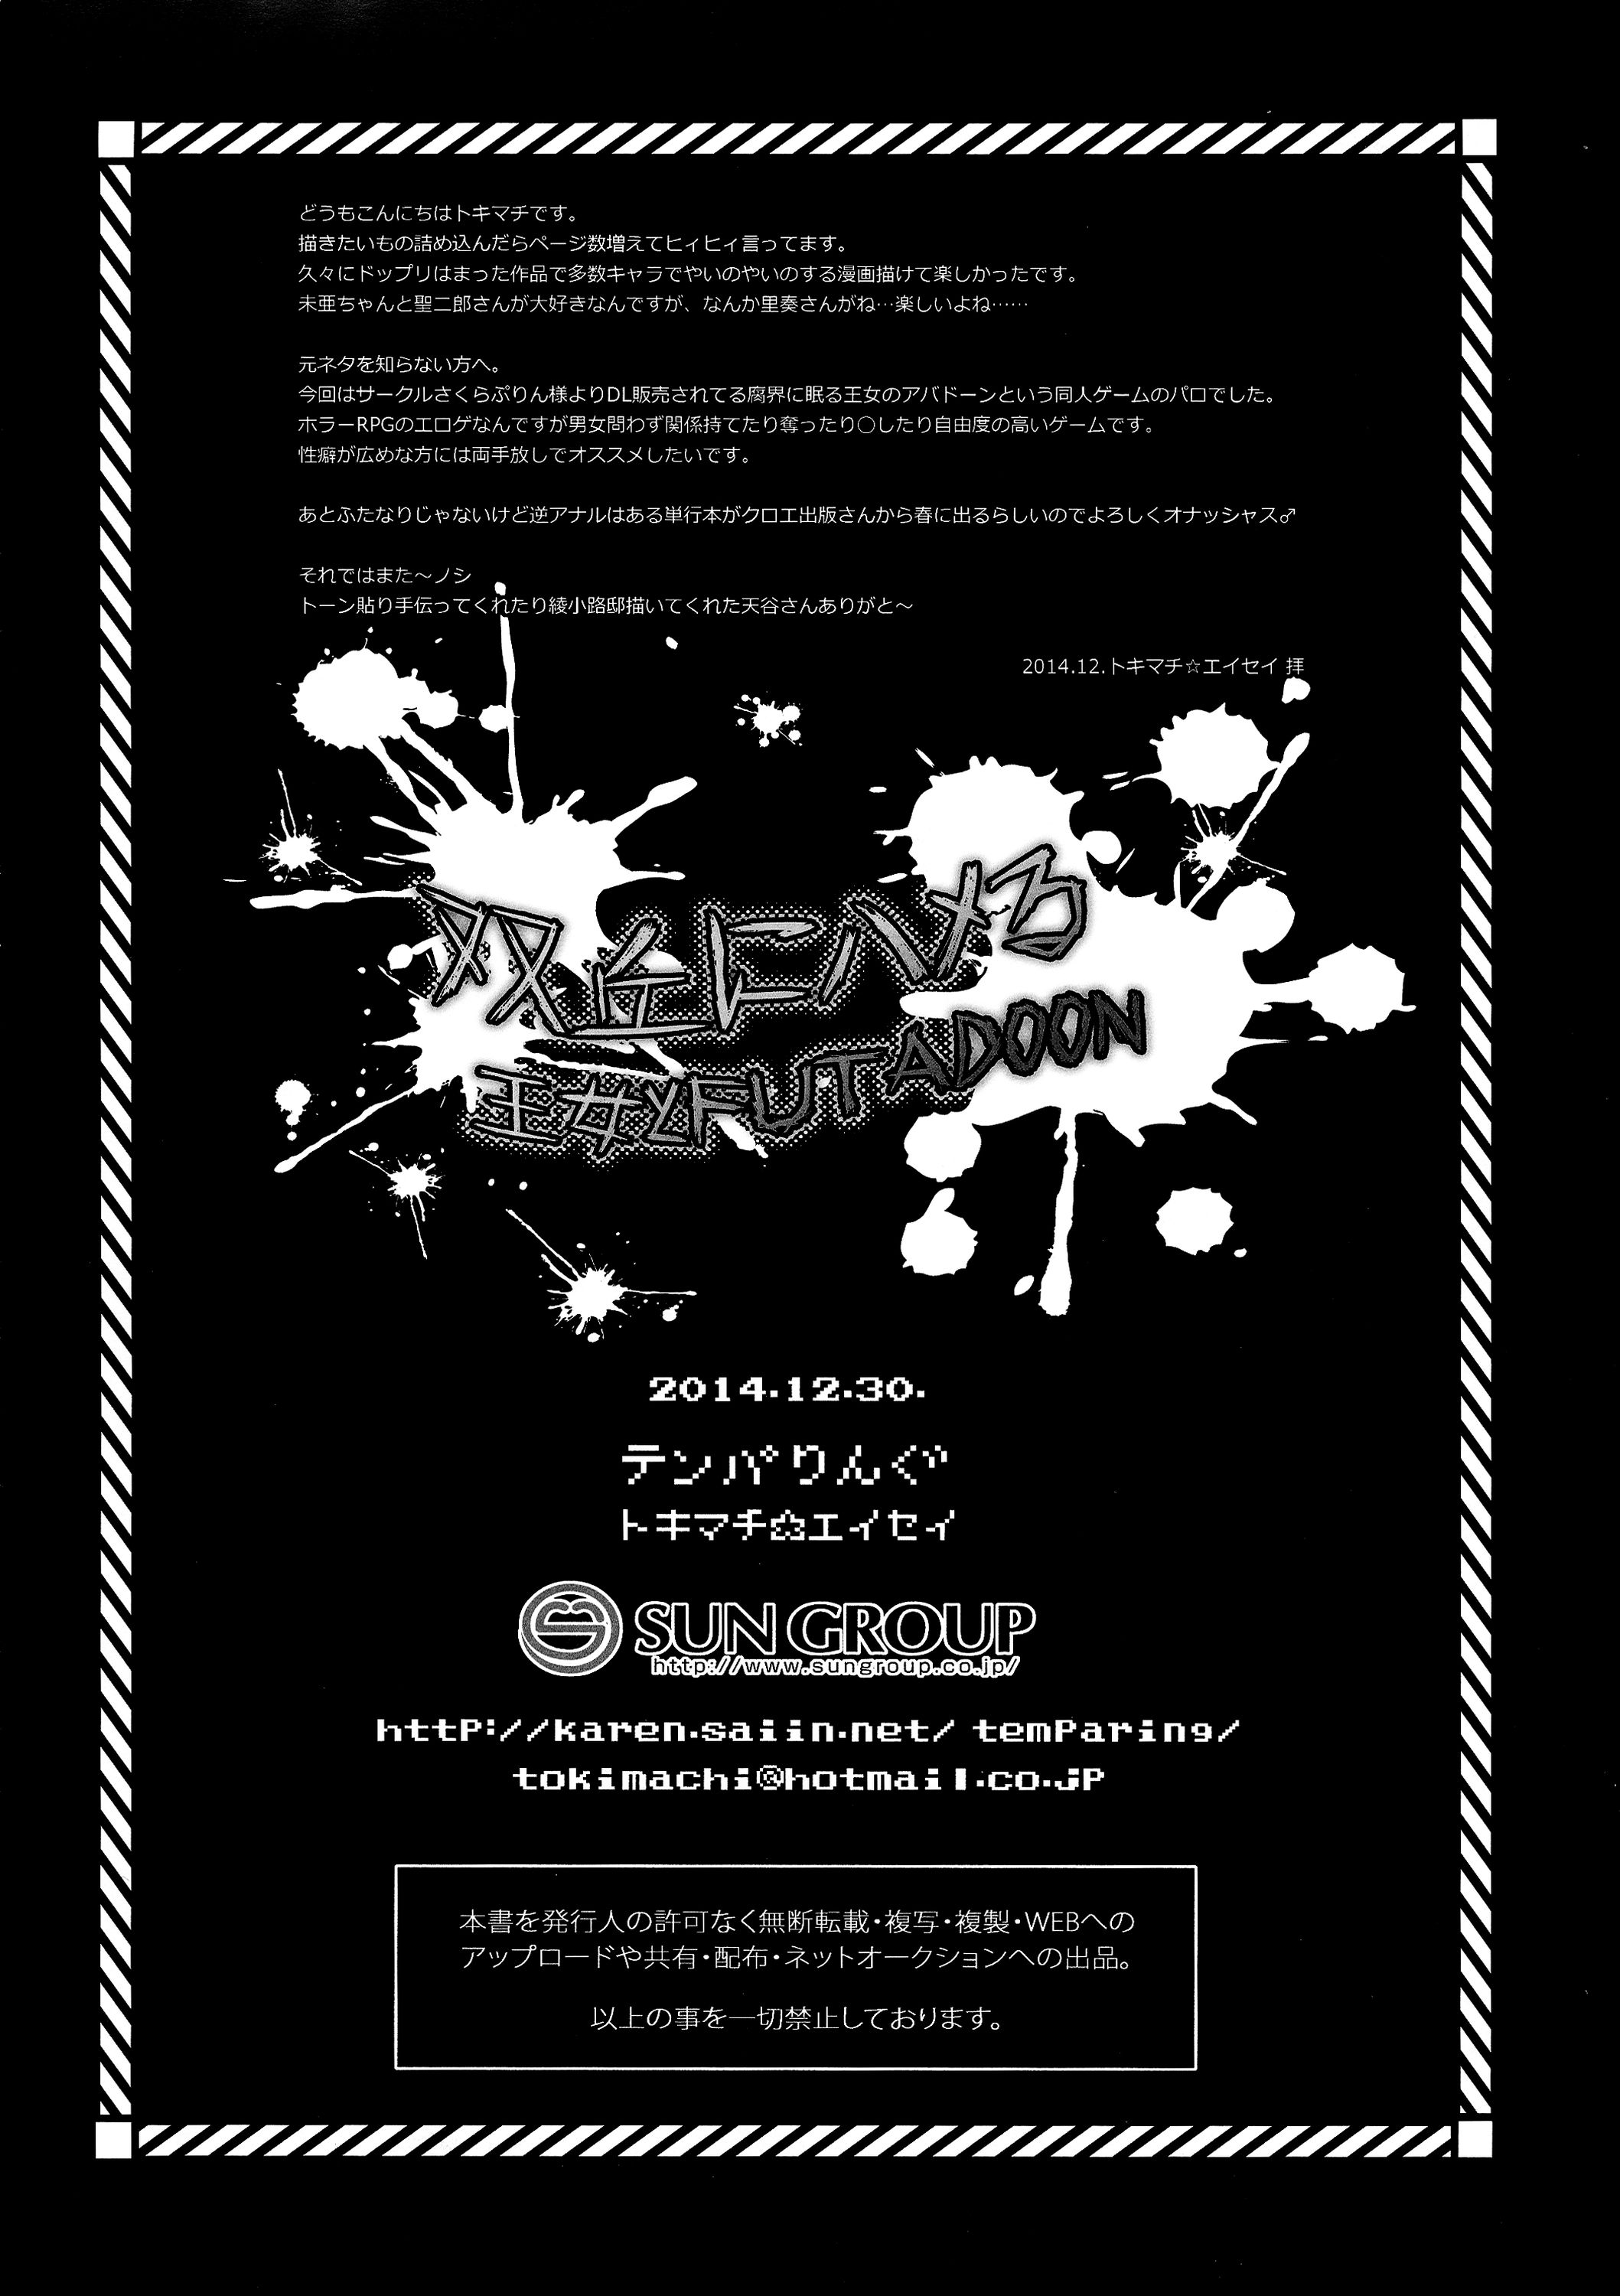 どうもこんにちはトキマチです。
描きたいもの詰め込んだらページ数増えてヒィヒィ言ってます。
久々にドップリはまった作品で多数キャラでやいのやいのする漫画描けて楽しかったです。
未亜ちゃんと聖二郎さんが大好きなんですが、なんか里奏さんがね…楽しいよね……
元ネタを知らない方へ。
今回はサークルさくらぷりん様よりDL販売されてる腐界に眠る王女のアバドーンという同人ゲームのパロでした。
ホラーRPGのエロゲなんですが男女問わず関係持てたり奪ったり○したり自由度の高いゲームです。
性癖が広めな方には両手放しでオススメしたいです。
あとふたなりじゃないけど逆アナルはある単行本がクロエ出版さんから春に出るらしいのでよろしくオナッシャス♂
それではまた～ノシ
トーン貼り手伝ってくれたり綾小路邸描いてくれた天谷さんありがと～
2014.12.トキマチ☆エイセイ 拝
双丘にハメる
王女とFUTADOON
2014.12.30.
テンパりんぐ
トキマチ☆エイセイ
SUN GROUP
http://www.sungroup.co.jp/
http://karen.saiin.net/ temparing/
tokimachi@hotmail.co.jp
本書を発行人の許可なく無断転載・複写・複製・WEBへの
アップロードや共有・配布・ネットオークションへの出品。
以上の事を一切禁止しております。